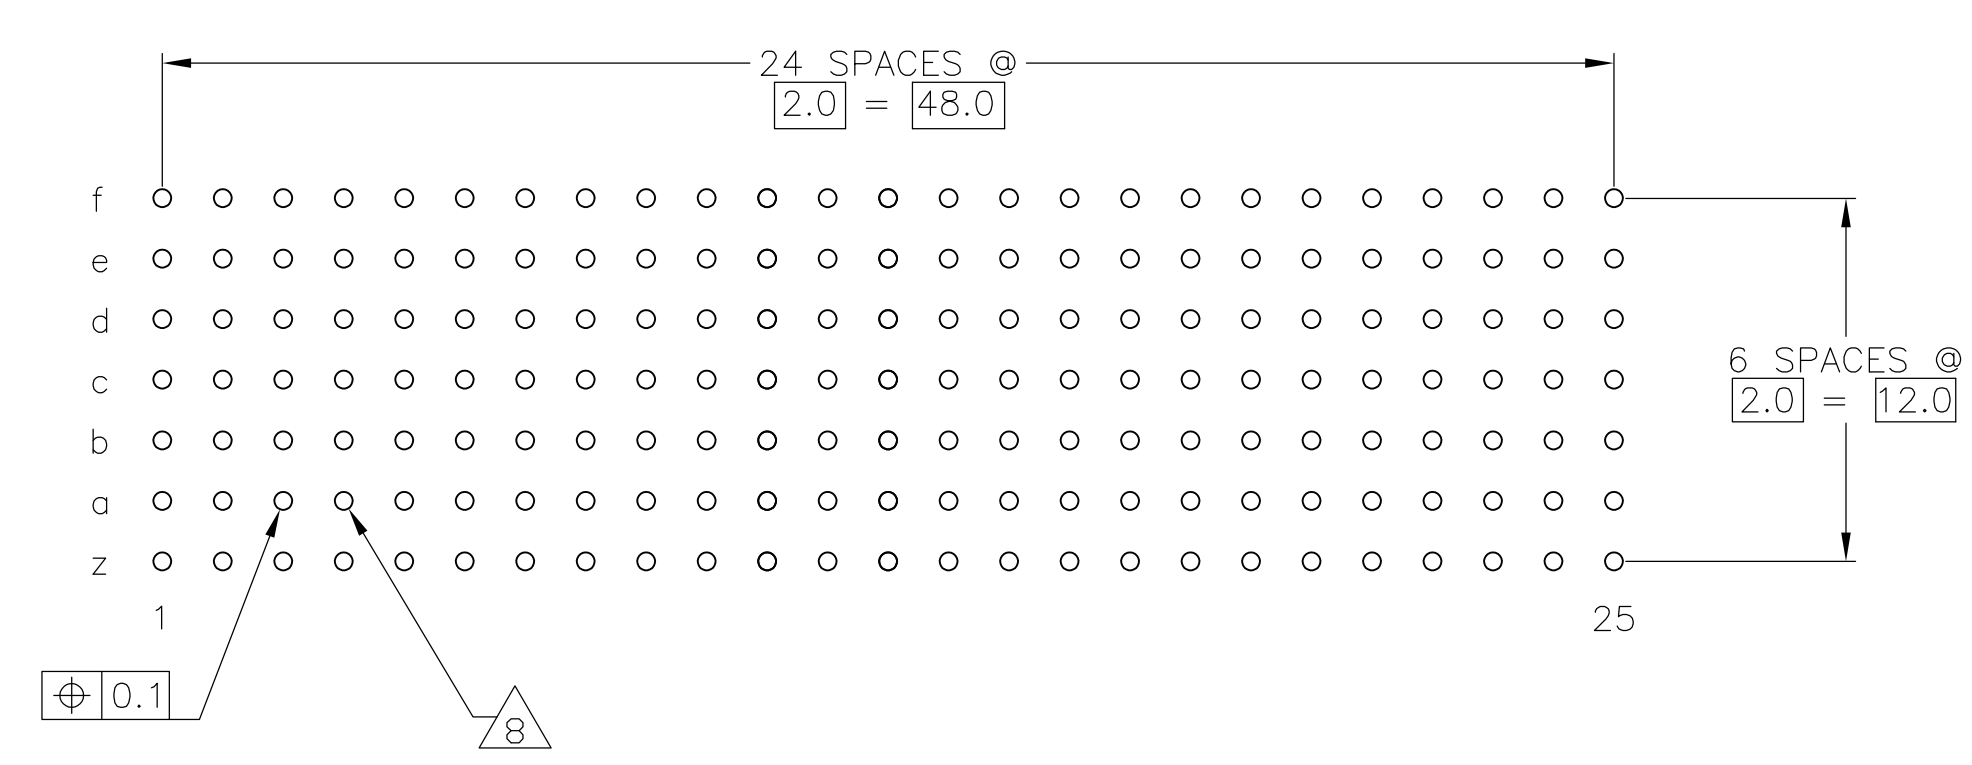 24 SPACES @
2.0 = 48.0
f
e
d
c
b
a
z
6 SPACES @
2.0 = 12.0
1
25
⌖ 0.1
8